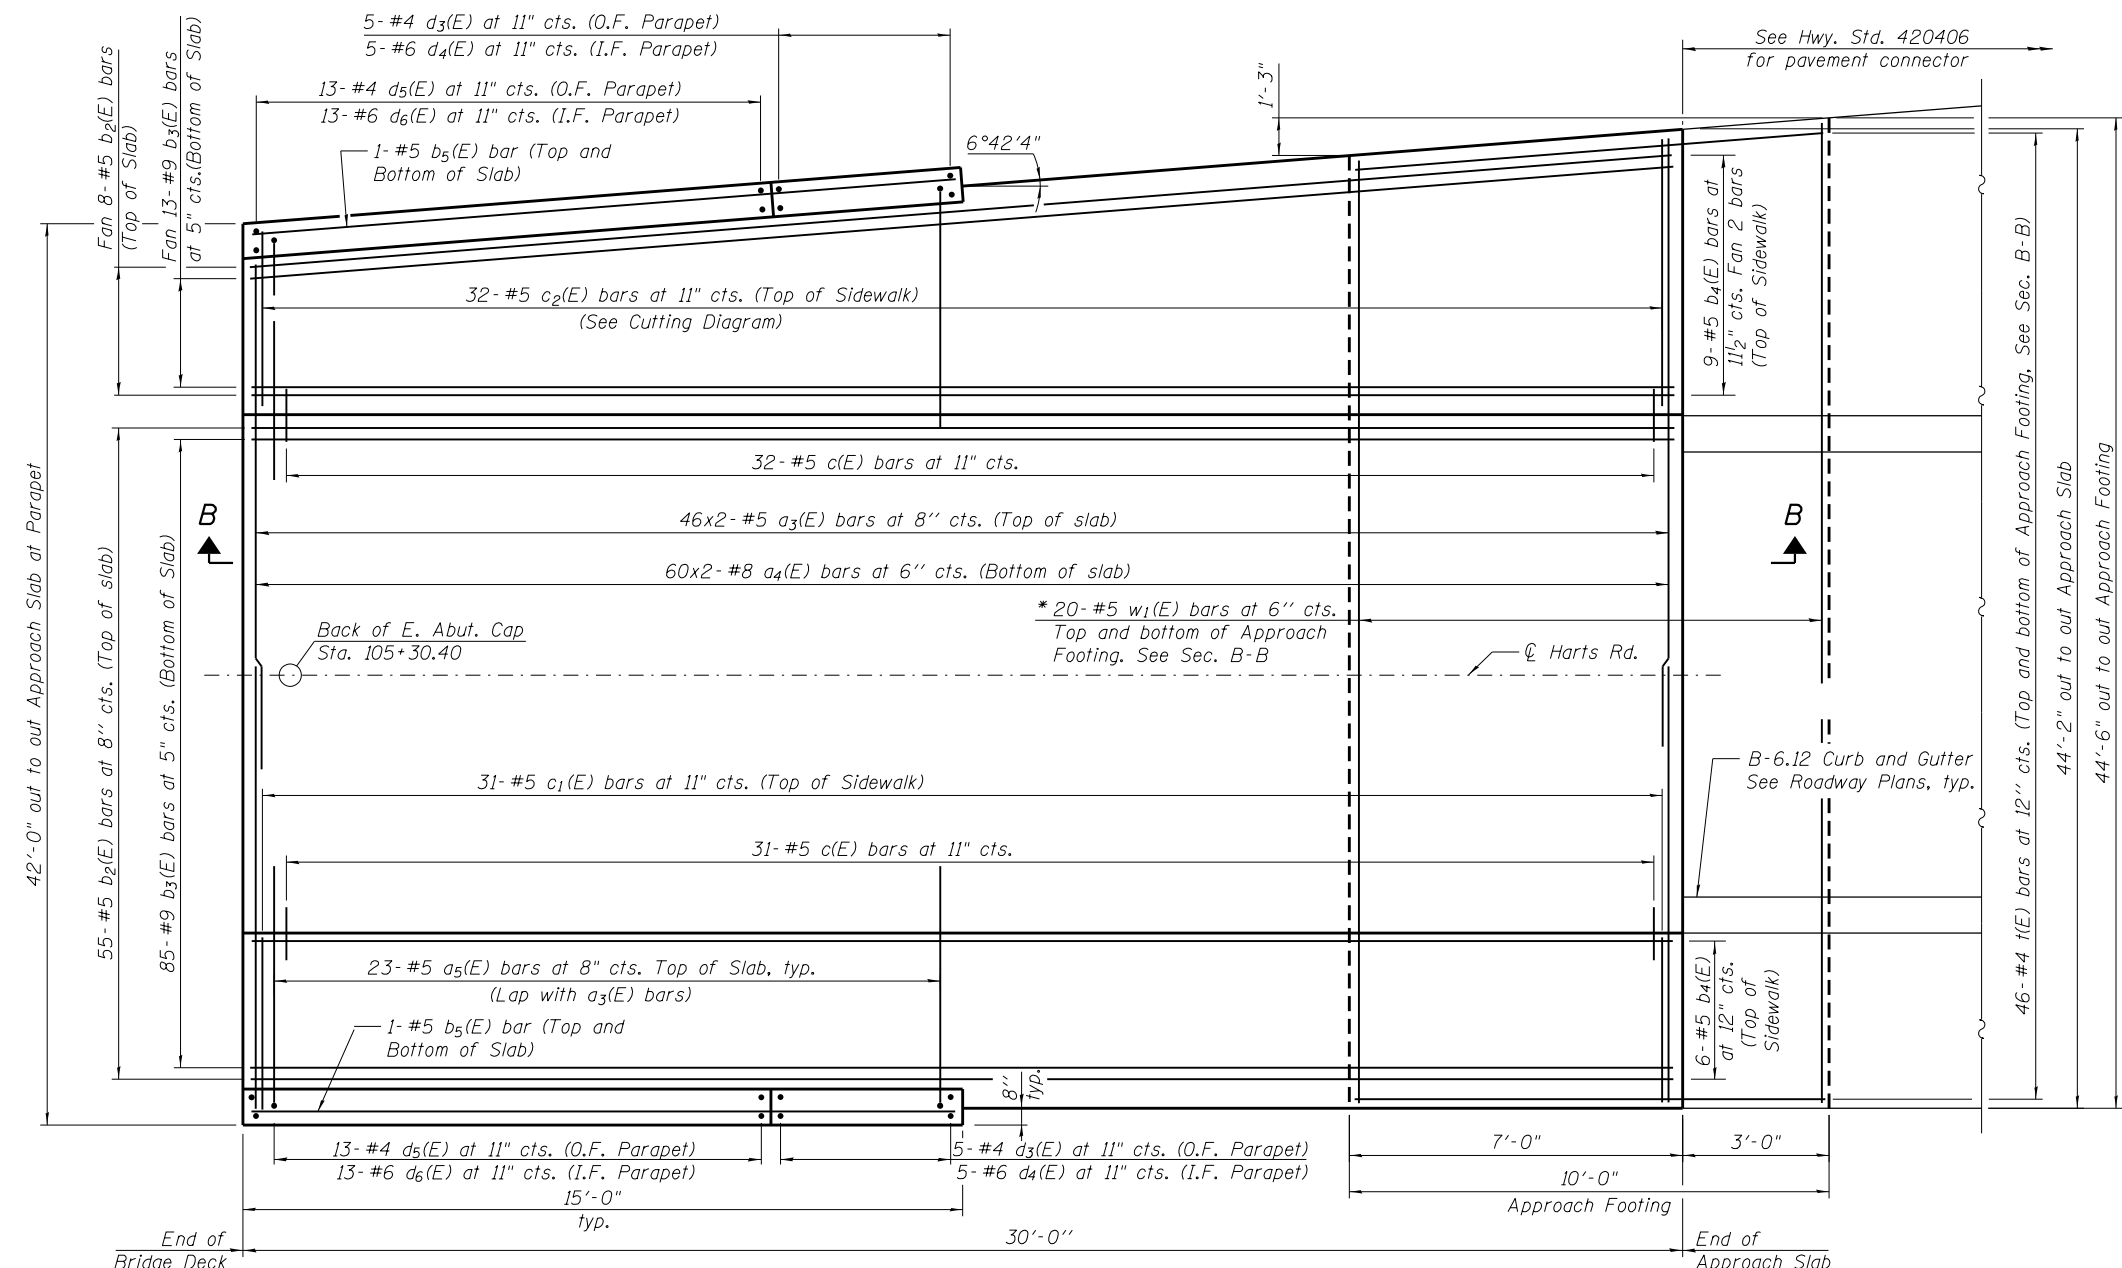 5-#4 d3(E) at 11" cts. (O.F. Parapet)
5-#6 d4(E) at 11" cts. (I.F. Parapet)
13-#4 d5(E) at 11" cts. (O.F. Parapet)
13-#6 d6(E) at 11" cts. (I.F. Parapet)
1-#5 b5(E) bar (Top and
Bottom of Slab)
Fan 8-#5 b2(E) bars
(Top of Slab)
Fan 13-#9 b3(E) bars
at 5" cts.(Bottom of Slab)
6°42'4"
1'-3"
See Hwy. Std. 420406
for pavement connector
32-#5 c2(E) bars at 11" cts. (Top of Sidewalk)
(See Cutting Diagram)
9-#5 b4(E) bars at
11½" cts. Fan 2 bars
(Top of Sidewalk)
32-#5 c(E) bars at 11" cts.
46x2-#5 a3(E) bars at 8'' cts. (Top of slab)
60x2-#8 a4(E) bars at 6'' cts. (Bottom of slab)
B
B
* 20-#5 w1(E) bars at 6'' cts.
Top and bottom of Approach
Footing. See Sec. B-B
Back of E. Abut. Cap
Sta. 105+30.40
℄ Harts Rd.
42'-0" out to out Approach Slab at Parapet
55-#5 b2(E) bars at 8'' cts. (Top of slab)
85-#9 b3(E) bars at 5" cts. (Bottom of Slab)
31-#5 c1(E) bars at 11" cts. (Top of Sidewalk)
31-#5 c(E) bars at 11" cts.
B-6.12 Curb and Gutter
See Roadway Plans, typ.
46-#4 t(E) bars at 12'' cts. (Top and bottom of Approach Footing, See Sec. B-B)
44'-2" out to out Approach Slab
44'-6" out to out Approach Footing
23-#5 a5(E) bars at 8" cts. Top of Slab, typ.
(Lap with a3(E) bars)
1-#5 b5(E) bar (Top and
Bottom of Slab)
6-#5 b4(E)
at 12" cts.
(Top of
Sidewalk)
8''
typ.
13-#4 d5(E) at 11" cts. (O.F. Parapet)
13-#6 d6(E) at 11" cts. (I.F. Parapet)
5-#4 d3(E) at 11" cts. (O.F. Parapet)
5-#6 d4(E) at 11" cts. (I.F. Parapet)
7'-0"
3'-0"
10'-0"
Approach Footing
15'-0"
typ.
30'-0''
End of
Bridge Deck
End of
Approach Slab